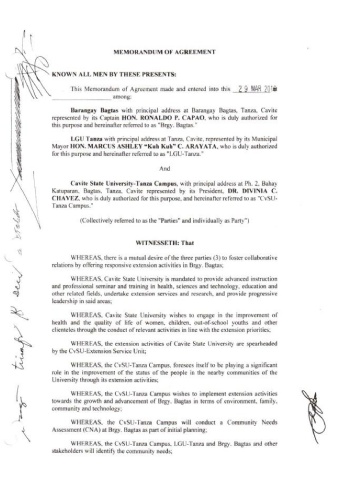 MEMORANDUM OF AGREEMENT
KNOWN ALL MEN BY THESE PRESENTS:
This Memorandum of Agreement made and entered into this 29 MAR
among:
Barangay Bagtas with principal address at Barangay Bagtas, Tanza, Cavite
represented by its Captain HON. RONALDO F. CAPAO, who is duly authorized for
this purpose and hereinafter referred to as "Brgy. Bagtas."
LGU Tanza with principal address at Tanza, Cavite, represented by its Municipal
Mayor HON. MARCUS ASHLEY "Kuh Kuh" C. ARAYATA, who is duly authorized
for this purpose and hereinafter referred to as "LGU-Tanza."
And
Cavite State University-Tanza Campus, with principal address at Ph. 2, Bahay
Katuparan, Bagtas, Tanza, Cavite represented by its President, DR. DIVINIA C.
CHAVEZ, who is duly authorized for this purpose, and hereinafter referred to as "CvSU-
Tanza Campus."
(Collectively referred to as the "Parties" and individually as Party")
WITNESSETH: That
WHEREAS, there is a mutual desire of the three parties (3) to foster collaborative
relations by offering responsive extension activities in Brgy. Bagtas;
WHEREAS, Cavite State University is mandated to provide advanced instruction
and professional seminar and training in health, sciences and technology, education and
other related fields, undertake extension services and research, and provide progressive
leadership in said areas;
WHEREAS, Cavite State University wishes to engage in the improvement of
health and the quality of life of women, children, out-of-school youths and other
clienteles through the conduct of relevant activities in line with the extension priorities;
WHEREAS, the extension activities of Cavite State University are spearheaded
by the CvSU-Extension Service Unit;
WHEREAS, the CvSU-Tanza Campus, foresees itself to be playing a significant
role in the improvement of the status of the people in the nearby communities of the
University through its extension activities;
WHEREAS, the CvSU-Tanza Campus wishes to implement extension activities
towards the growth and advancement of Brgy. Bagtas in terms of environment, family,
community and technology;
WHEREAS, the CvSU-Tanza Campus will conduct a Community Needs
Assessment (CNA) at Brgy. Bagtas as part of initial planning.
WHEREAS, the CvSU-Tanza Campus, LGU-Tanza and Brgy. Bagtas and other
stakeholders will identify the community needs;